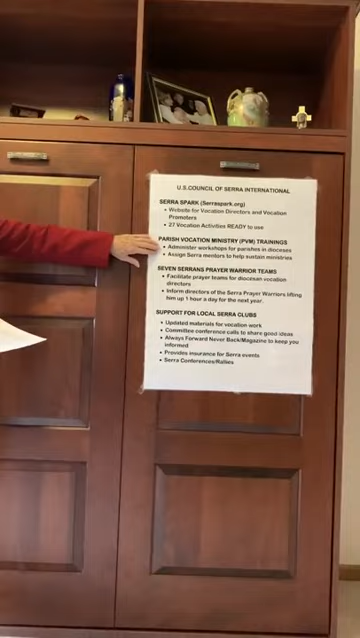 U.S.COUNCIL OF SERRA INTERNATIONAL
SERRA SPARK (Serraspark.org)
• Website for Vocation Directors and Vocation
Promoters
• 27 Vocation Activities READY to use
PARISH VOCATION MINISTRY (PVM) TRAININGS
• Administer workshops for parishes in dioceses
• Assign Serra mentors to help sustain ministries
SEVEN SERRANS PRAYER WARRIOR TEAMS
• Facilitate prayer teams for diocesan vocation
directors
• Inform directors of the Serra Prayer Warriors lifting
him up 1 hour a day for the next year.
SUPPORT FOR LOCAL SERRA CLUBS
• Updated materials for vocation work
• Committee conference calls to share good ideas
• Always Forward Never Back/Magazine to keep you
informed
• Provides insurance for Serra events
• Serra Conferences/Rallies